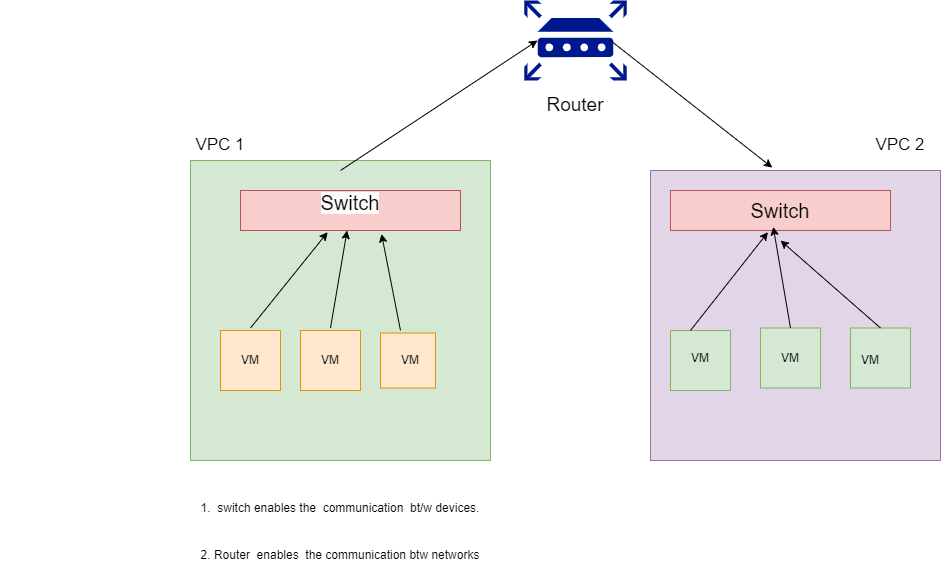 Router
VPC 1
VPC 2
Switch
Switch
VM
VM
VM
VM
VM
VM
1. switch enables the communication bt/w devices.
2. Router enables the communication btw networks